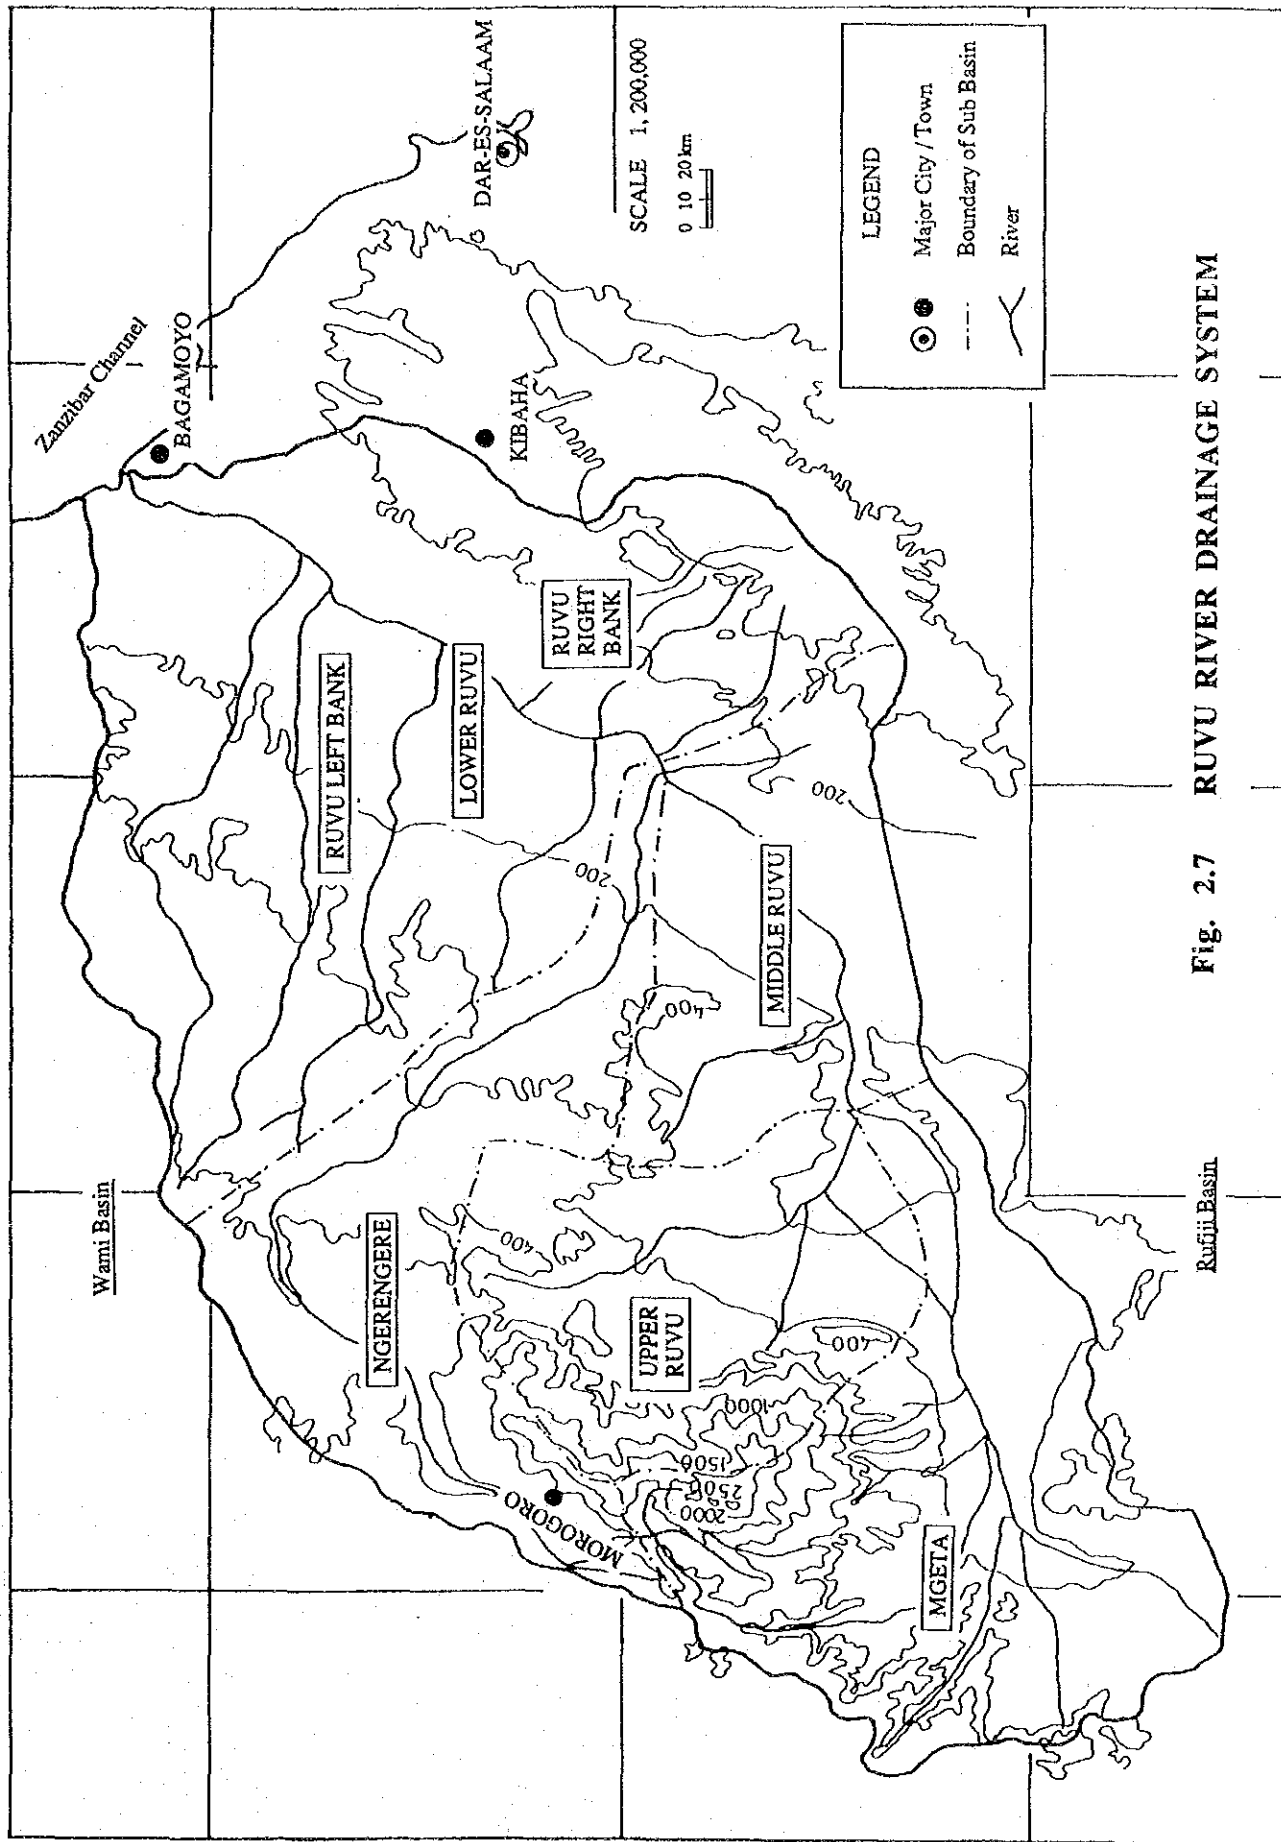 Zanzibar Channel
BAGAMOYO
DAR-ES-SALAAM
KIBAHA
SCALE 1, 200,000
0 10 20 km
LEGEND
Major City / Town
Boundary of Sub Basin
River
Wami Basin
RUVU LEFT BANK
LOWER RUVU
RUVU
RIGHT
BANK
NGERENGERE
MIDDLE RUVU
UPPER
RUVU
MOROGORO
MGETA
Rufiji Basin
200
200
400
400
400
1000
1500
2500
2000
Fig. 2.7 RUVU RIVER DRAINAGE SYSTEM